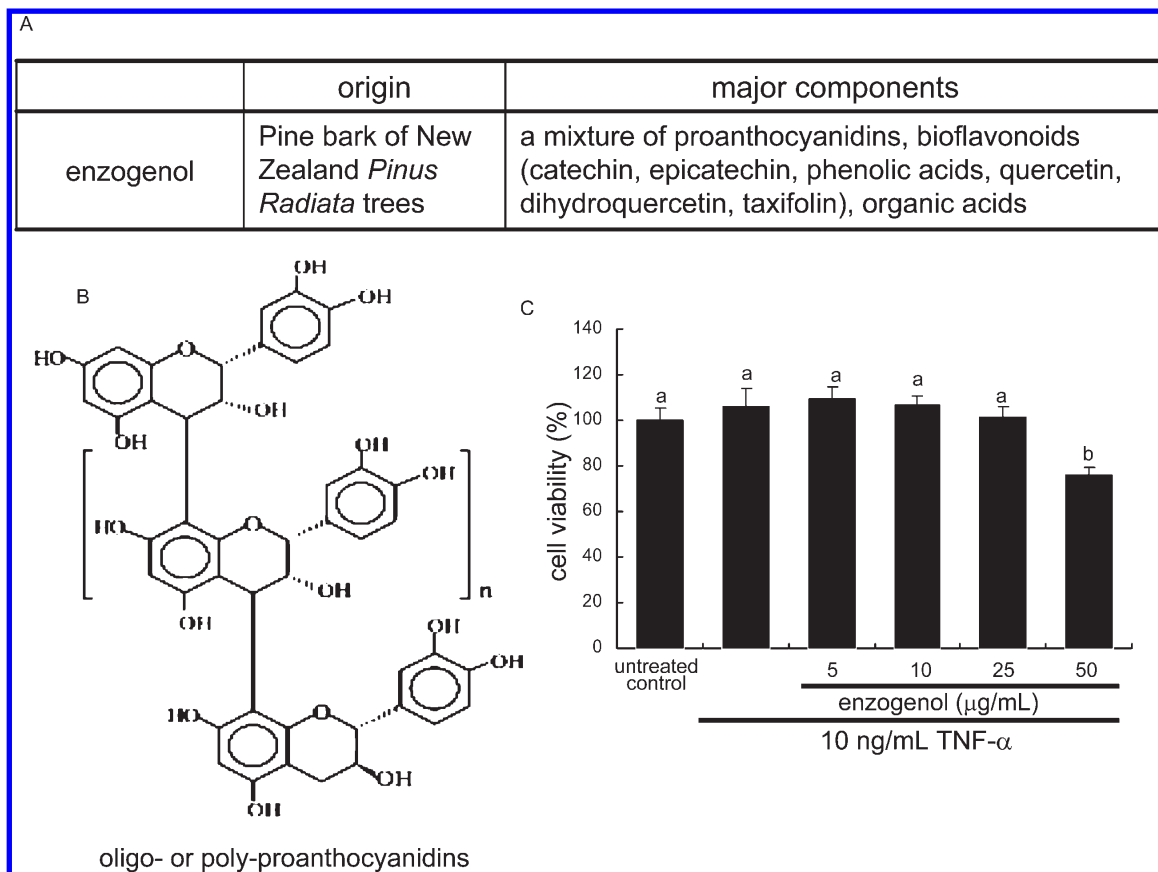 A
origin major components
enzogenol
Pine bark of New
Zealand Pinus
Radiata trees
a mixture of proanthocyanidins, bioflavonoids
(catechin, epicatechin, phenolic acids, quercetin,
dihydroquercetin, taxifolin), organic acids
B
OH
OH
HO
O
OH
OH
OH
OH
HO
O
OH
OH
n
OH
OH
HO
O
OH
OH
oligo- or poly-proanthocyanidins
C
cell viability (%)
140
120
100
80
60
40
20
0
a a a a a b
untreated
control
5 10 25 50
enzogenol (μg/mL)
10 ng/mL TNF-α